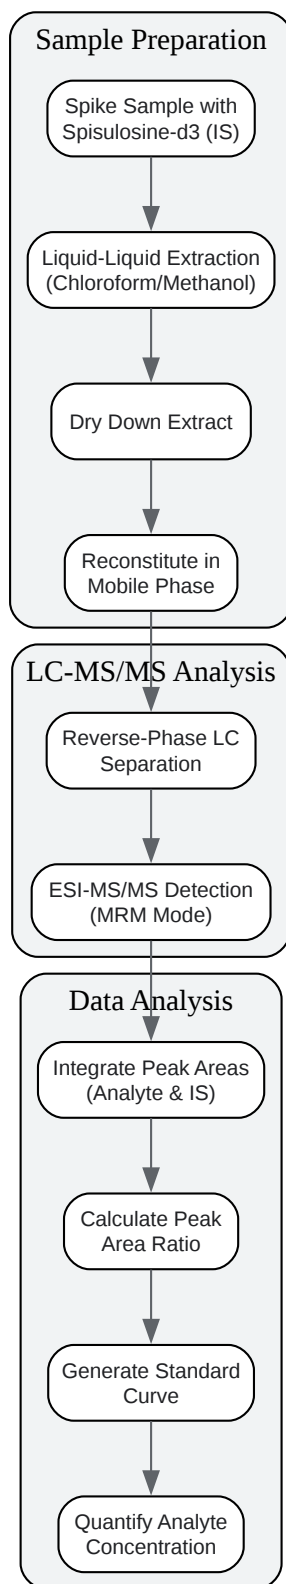 Sample Preparation
Spike Sample with
Spisulosine-d3 (IS)
Liquid-Liquid Extraction
(Chloroform/Methanol)
Dry Down Extract
Reconstitute in
Mobile Phase
LC-MS/MS Analysis
Reverse-Phase LC
Separation
ESI-MS/MS Detection
(MRM Mode)
Data Analysis
Integrate Peak Areas
(Analyte & IS)
Calculate Peak
Area Ratio
Generate Standard
Curve
Quantify Analyte
Concentration